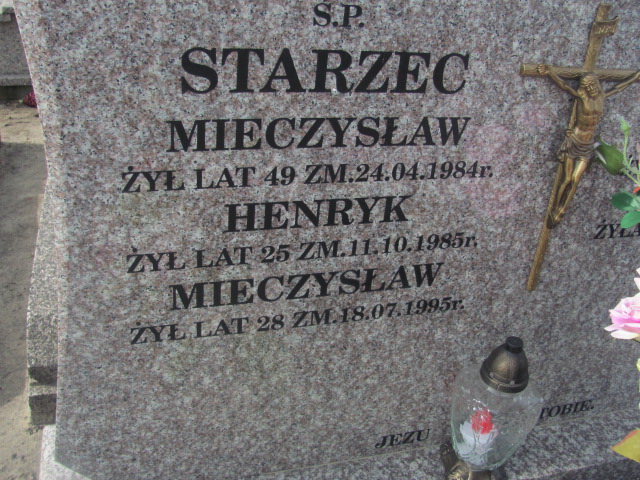 Ś.P.
STARZEC
MIECZYSŁAW
ŻYŁ LAT 49 ZM.24.04.1984r.
HENRYK
ŻYŁ LAT 25 ZM.11.10.1985r.
MIECZYSŁAW
ŻYŁ LAT 28 ZM.18.07.1995r.
JEZU TOBIE.